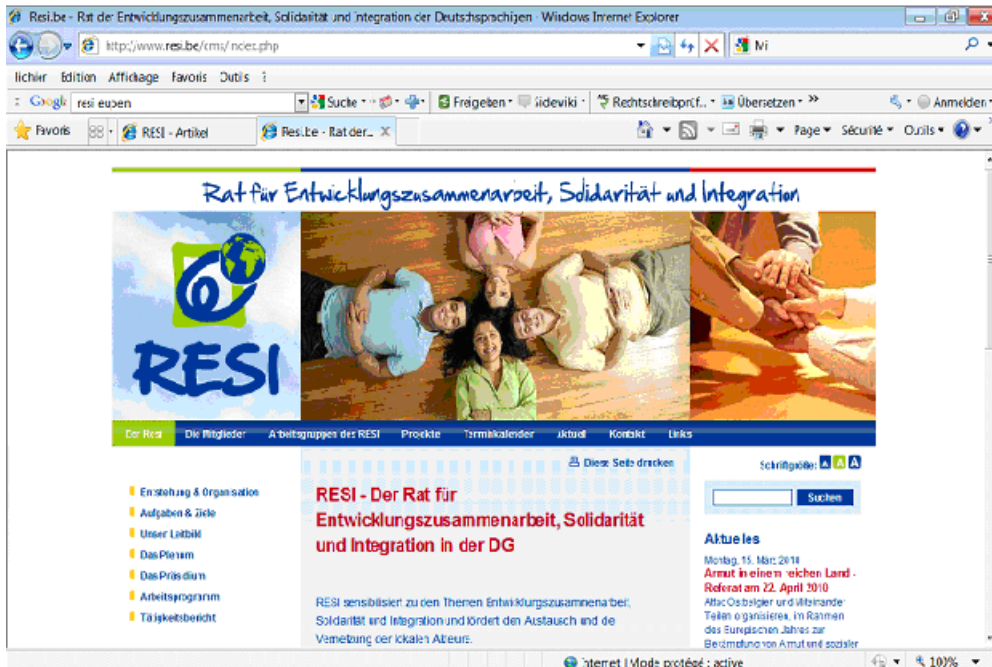 Resi.be - Rat der Entwicklungszusammenarbeit, Solidarität und Integration der Deutschsprachigen - Windows Internet Explorer
http://www.resi.be/cms/index.php
Fichier Edition Affichage Favoris Outils ?
Google resi eupen Suche Freigeben Sidewiki Rechtschreibprüf... Übersetzen Anmelden
Favoris RESI - Artikel Resi.be - Rat der... Page Sécurité Outils
Rat für Entwicklungszusammenarbeit, Solidarität und Integration
RESI
Der Resi Die Mitglieder Arbeitsgruppen des RESI Projekte Terminkalender Aktuell Kontakt Links
Diese Seite drucken
Schriftgröße: A A A
Entstehung & Organisation
Aufgaben & Ziele
Unser Leitbild
Das Plenum
Das Präsidium
Arbeitsprogramm
Tätigkeitsbericht
RESI - Der Rat für
Entwicklungszusammenarbeit, Solidarität
und Integration in der DG
RESI sensibilisiert zu den Themen Entwicklungszusammenarbeit,
Solidarität und Integration und fördert den Austausch und die
Vernetzung der lokalen Akteure.
Suchen
Aktuelles
Montag, 15. März 2010
Armut in einem reichen Land -
Referat am 22. April 2010
Attac Ostbelgien und Miteinander
Teilen organisieren, im Rahmen
des Europäischen Jahres zur
Bekämpfung von Armut und sozialer
Internet | Mode protégé : active
100%